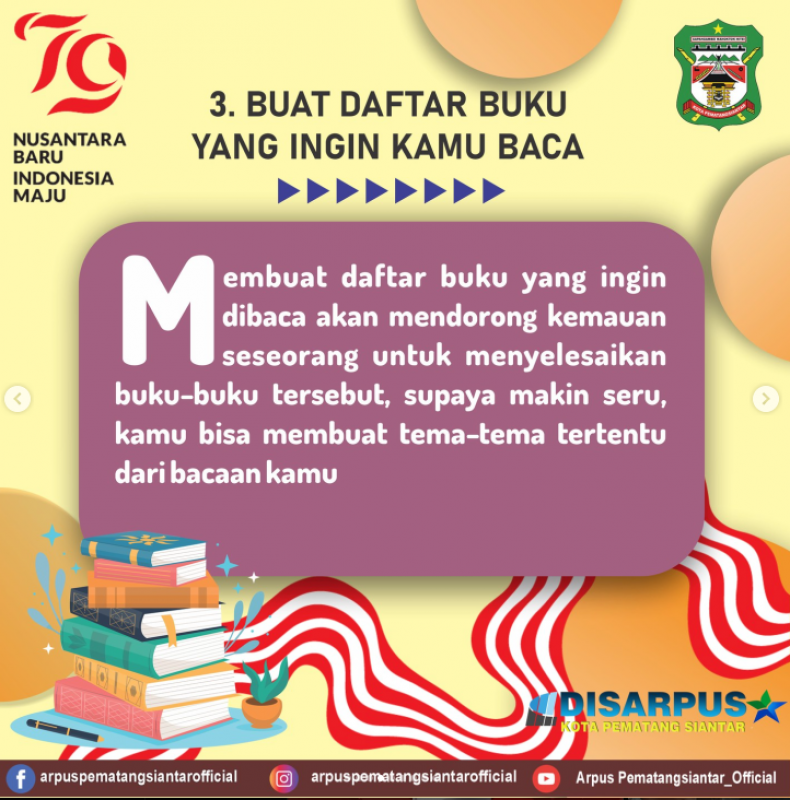 79
NUSANTARA
BARU
INDONESIA
MAJU
3. BUAT DAFTAR BUKU
YANG INGIN KAMU BACA
KOTA PEMATANGSIANTAR
Membuat daftar buku yang ingin
dibaca akan mendorong kemauan
seseorang untuk menyelesaikan
buku-buku tersebut, supaya makin seru,
kamu bisa membuat tema-tema tertentu
dari bacaan kamu
DISARPUS
KOTA PEMATANG SIANTAR
arpuspematangsiantarofficial
arpuspematangsiantarofficial
Arpus Pematangsiantar_Official